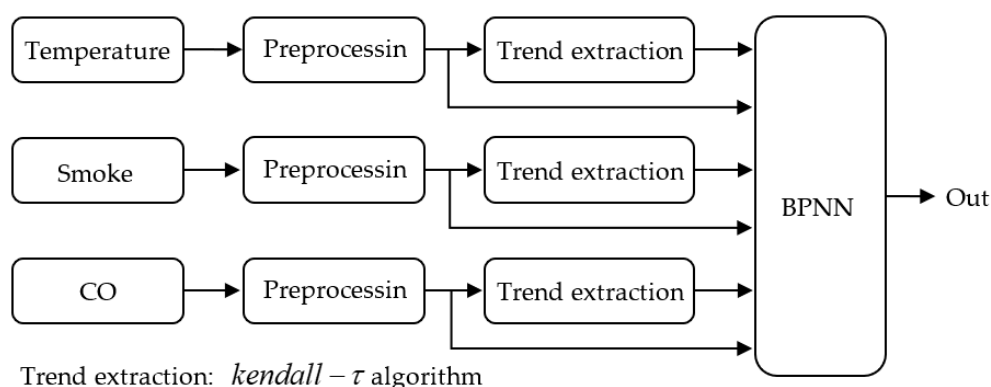 Temperature
Preprocessin
Trend extraction
Smoke
Preprocessin
Trend extraction
BPNN
Out
CO
Preprocessin
Trend extraction
Trend extraction: kendall − τ algorithm